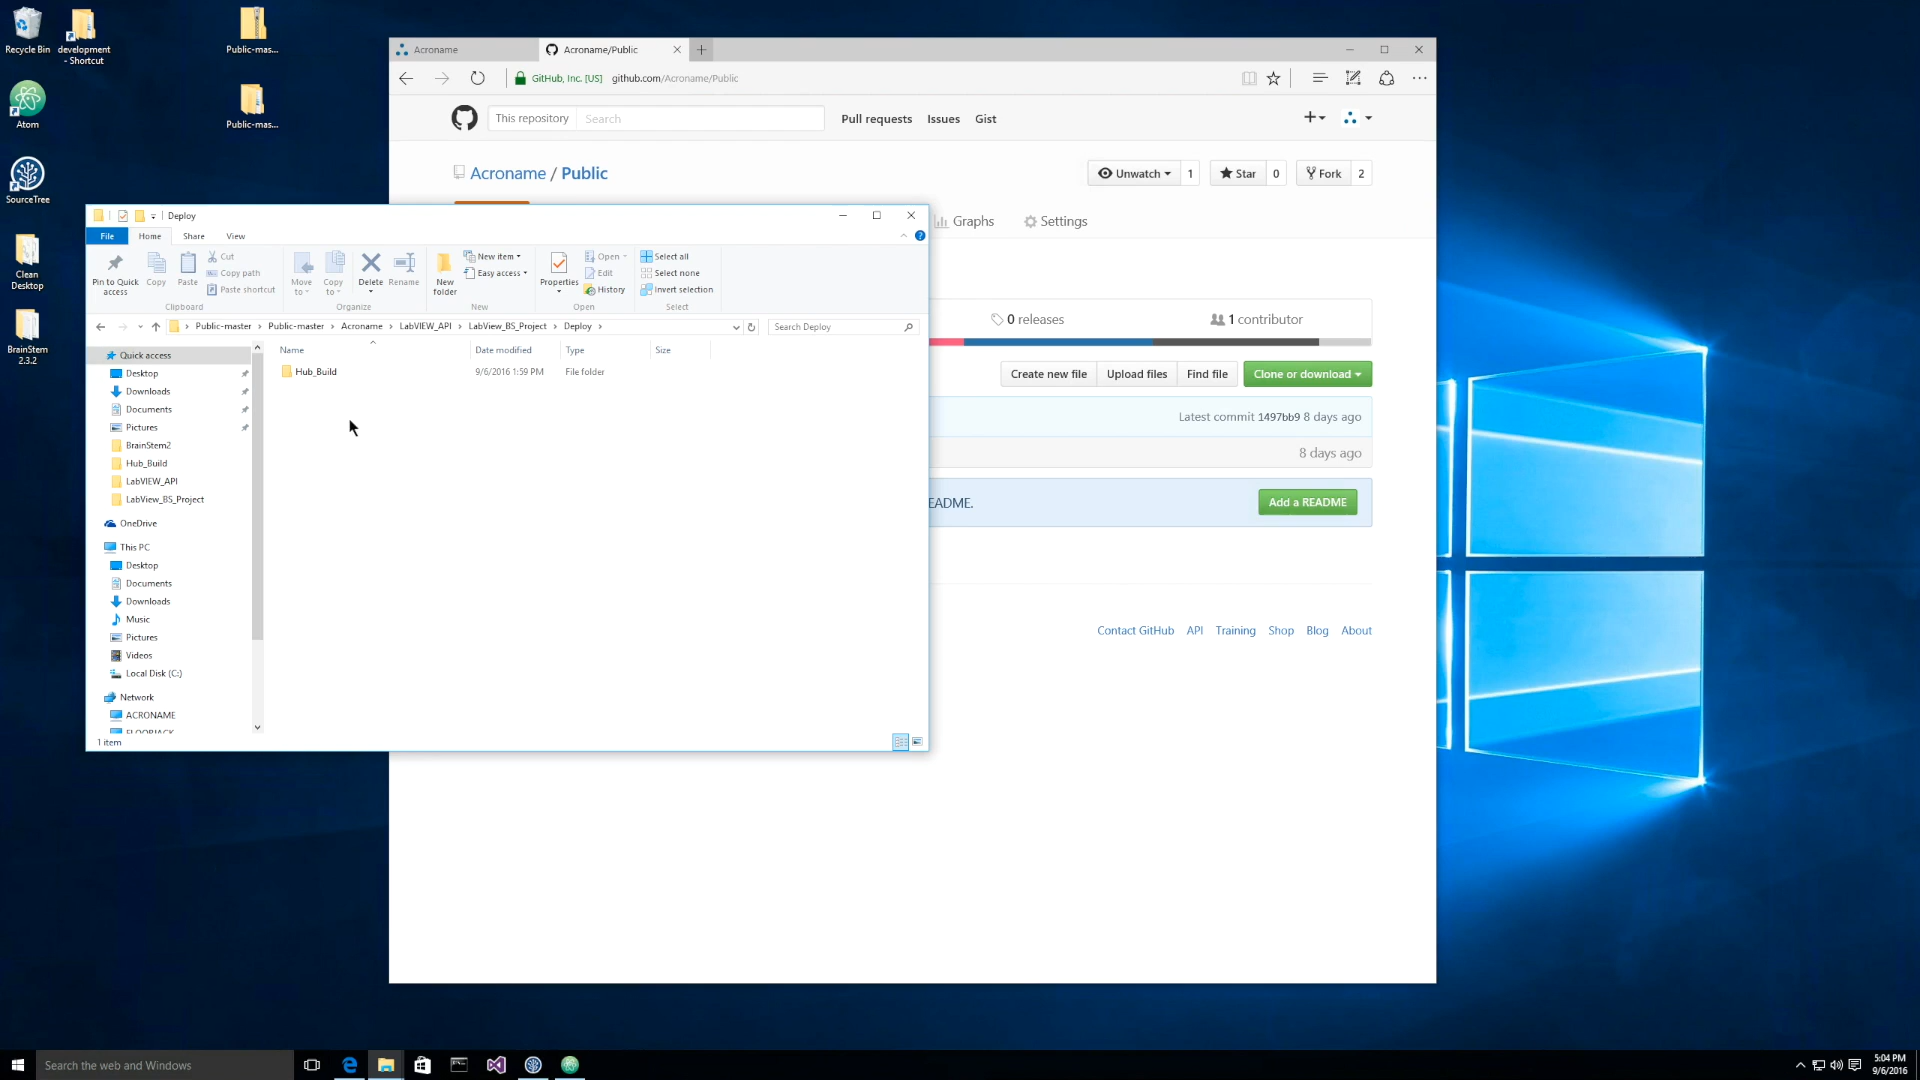 Recycle Bin
development - Shortcut
Public-mas...
Atom
Public-mas...
SourceTree
Clean Desktop
BrainStem 2.3.2
Acroname
Acroname/Public
GitHub, Inc. [US]
github.com/Acroname/Public
This repository
Search
Pull requests
Issues
Gist
Acroname / Public
Unwatch
1
Star
0
Fork
2
Graphs
Settings
0 releases
1 contributor
Create new file
Upload files
Find file
Clone or download
Latest commit 1497bb9 8 days ago
8 days ago
EADME.
Add a README
Contact GitHub
API
Training
Shop
Blog
About
Deploy
File
Home
Share
View
Pin to Quick access
Copy
Paste
Cut
Copy path
Paste shortcut
Clipboard
Move to
Copy to
Delete
Rename
Organize
New folder
New item
Easy access
New
Properties
Open
Edit
History
Open
Select all
Select none
Invert selection
Select
Public-master > Public-master > Acroname > LabVIEW_API > LabView_BS_Project > Deploy >
Search Deploy
Name
Date modified
Type
Size
Hub_Build
9/6/2016 1:59 PM
File folder
Quick access
Desktop
Downloads
Documents
Pictures
BrainStem2
Hub_Build
LabVIEW_API
LabView_BS_Project
OneDrive
This PC
Desktop
Documents
Downloads
Music
Pictures
Videos
Local Disk (C:)
Network
ACRONAME
1 item
Search the web and Windows
5:04 PM
9/6/2016